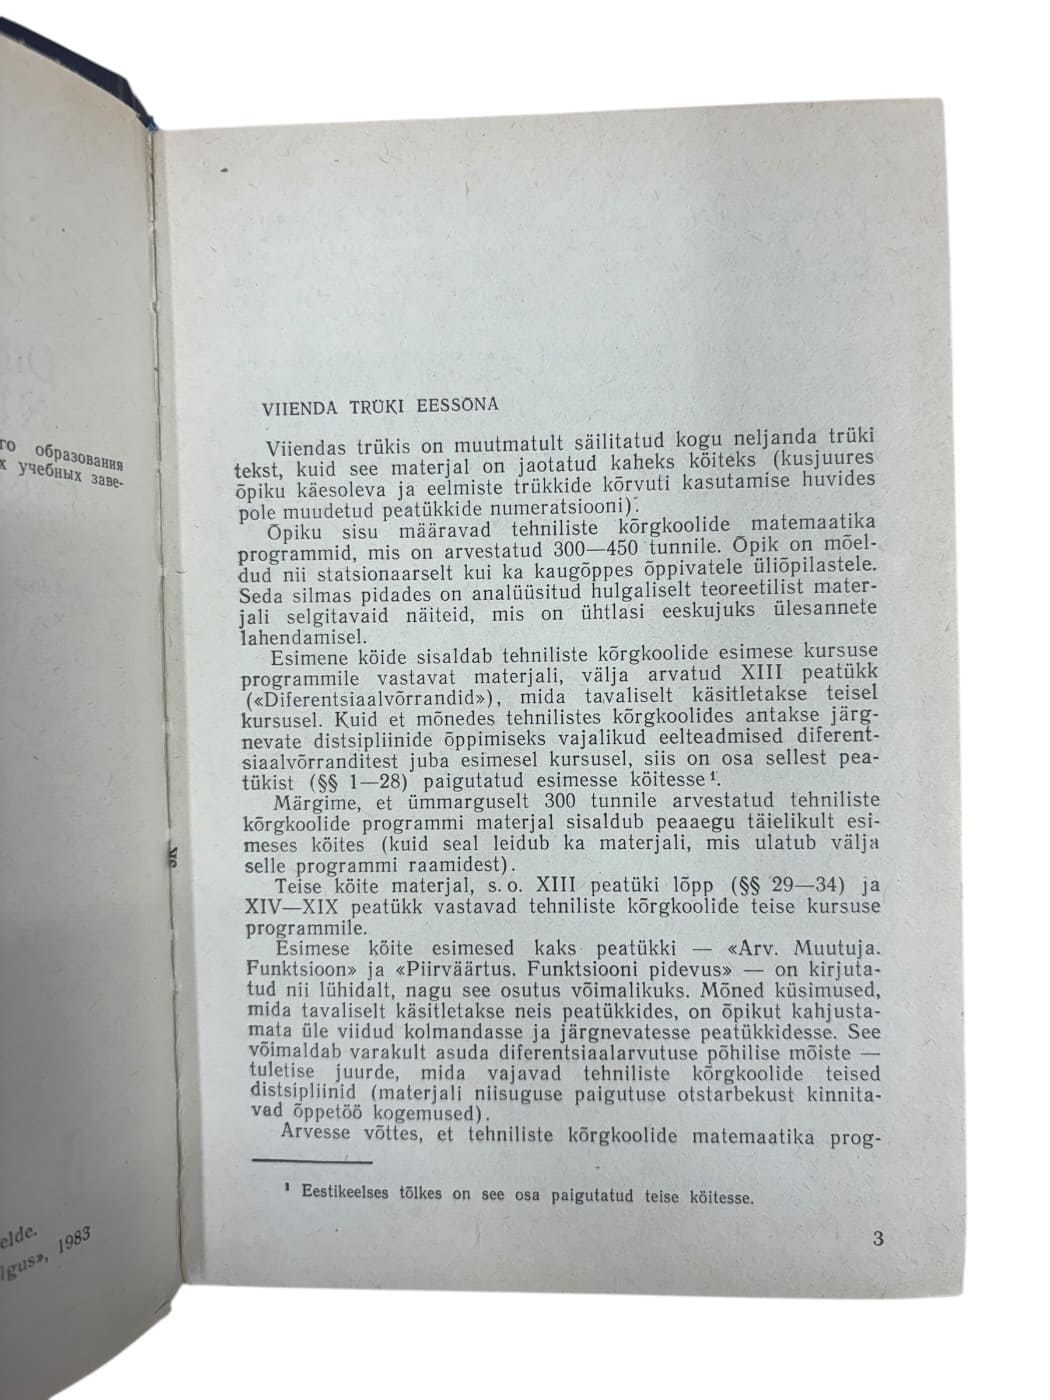 го образования
х учебных заве-
elde.
lgus», 1983
VIIENDA TRÜKI EESSÕNA
Viiendas trükis on muutmatult säilitatud kogu neljanda trüki
tekst, kuid see materjal on jaotatud kaheks köiteks (kusjuures
õpiku käesoleva ja eelmiste trükkide kõrvuti kasutamise huvides
pole muudetud peatükkide numeratsiooni).
Õpiku sisu määravad tehniliste kõrgkoolide matemaatika
programmid, mis on arvestatud 300—450 tunnile. Õpik on mõel-
dud nii statsionaarselt kui ka kaugõppes õppivatele üliõpilastele.
Seda silmas pidades on analüüsitud hulgaliselt teoreetilist mater-
jali selgitavaid näiteid, mis on ühtlasi eeskujuks ülesannete
lahendamisel.
Esimene köide sisaldab tehniliste kõrgkoolide esimese kursuse
programmile vastavat materjali, välja arvatud XIII peatükk
(«Diferentsiaalvõrrandid»), mida tavaliselt käsitletakse teisel
kursusel. Kuid et mõnedes tehnilistes kõrgkoolides antakse järg-
nevate distsipliinide õppimiseks vajalikud eelteadmised diferent-
siaalvõrranditest juba esimesel kursusel, siis on osa sellest pea-
tükist (§§ 1—28) paigutatud esimesse köitesse¹.
Märgime, et ümmarguselt 300 tunnile arvestatud tehniliste
kõrgkoolide programmi materjal sisaldub peaaegu täielikult esi-
meses köites (kuid seal leidub ka materjali, mis ulatub välja
selle programmi raamidest).
Teise köite materjal, s. o. XIII peatüki lõpp (§§ 29—34) ja
XIV—XIX peatükk vastavad tehniliste kõrgkoolide teise kursuse
programmile.
Esimese köite esimesed kaks peatükki — «Arv. Muutuja.
Funktsioon» ja «Piirväärtus. Funktsiooni pidevus» — on kirjuta-
tud nii lühidalt, nagu see osutus võimalikuks. Mõned küsimused,
mida tavaliselt käsitletakse neis peatükkides, on õpikut kahjusta-
mata üle viidud kolmandasse ja järgnevatesse peatükkidesse. See
võimaldab varakult asuda diferentsiaalarvutuse põhilise mõiste —
tuletise juurde, mida vajavad tehniliste kõrgkoolide teised
distsipliinid (materjali niisuguse paigutuse otstarbekust kinnita-
vad õppetöö kogemused).
Arvesse võttes, et tehniliste kõrgkoolide matemaatika prog-
¹ Eestikeelses tõlkes on see osa paigutatud teise köitesse.
3